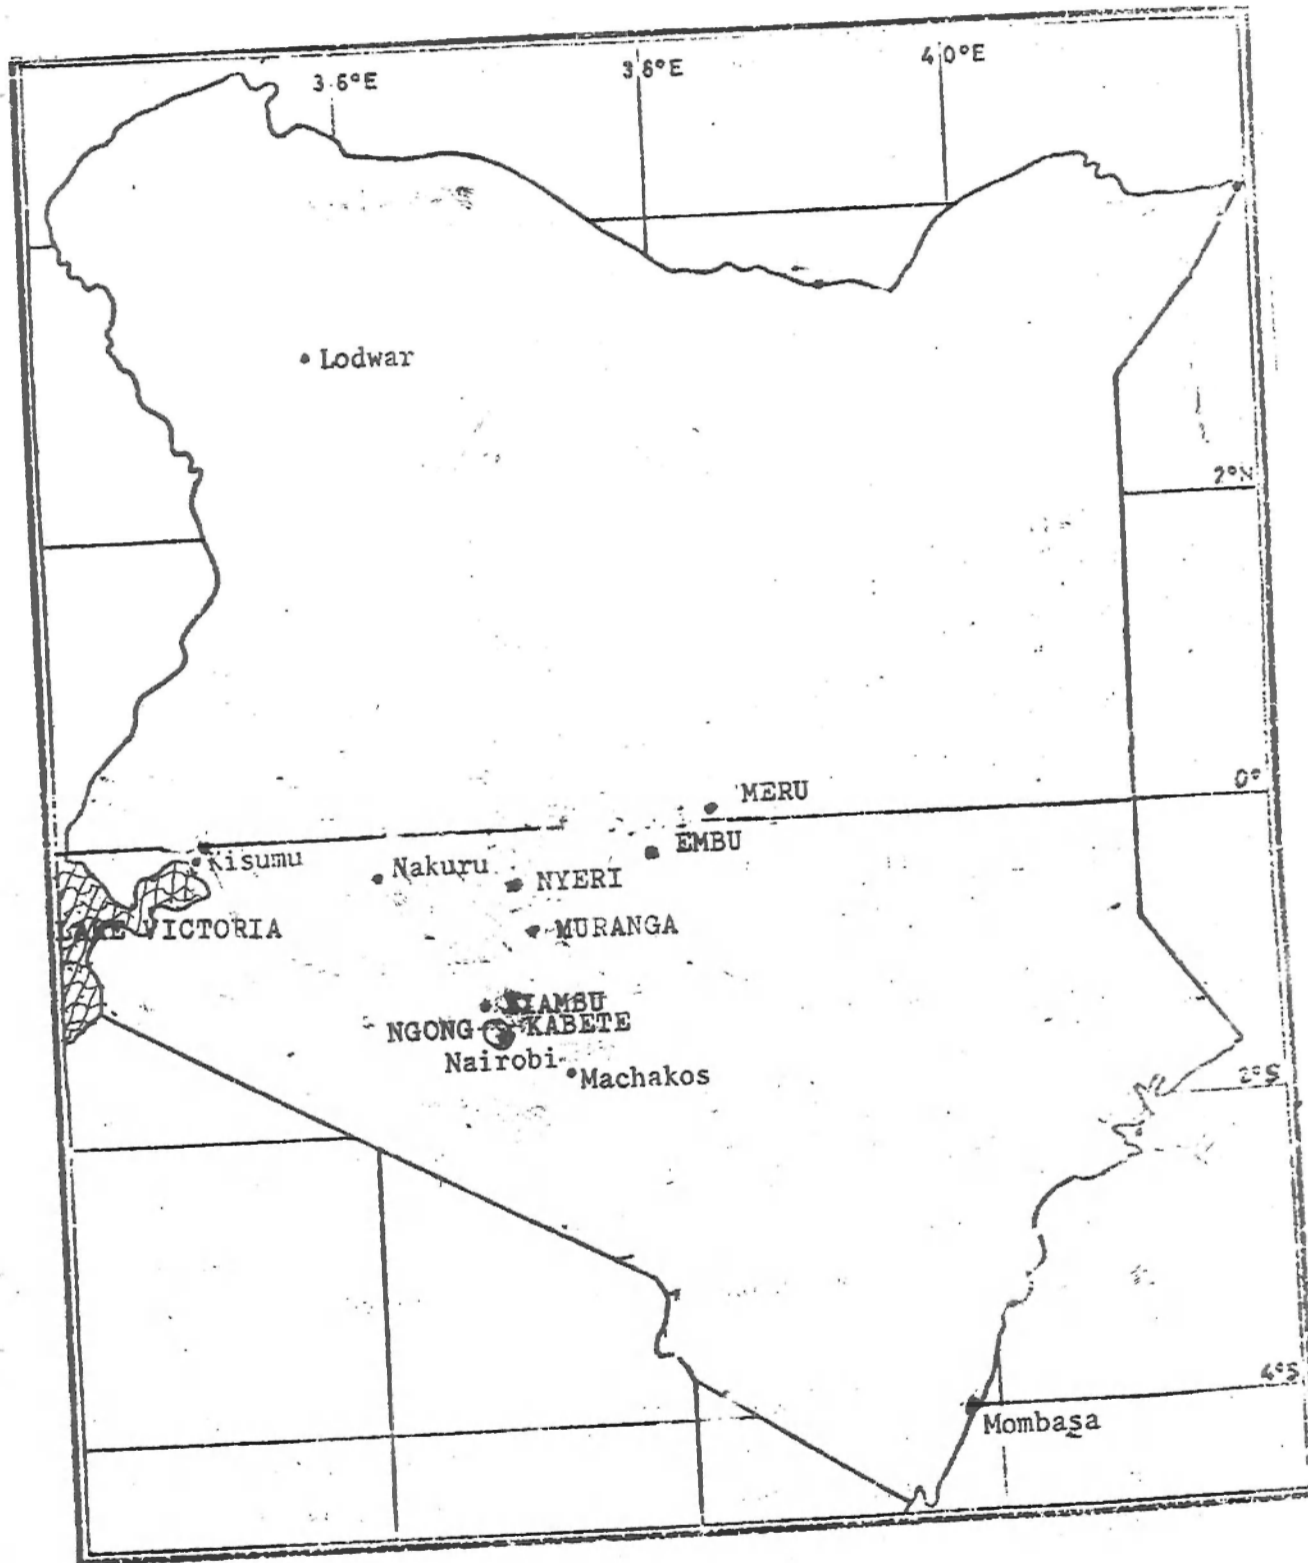 36°E
38°E
40°E
Lodwar
2°N
0°
MERU
EMBU
Kisumu
Nakuru
NYERI
LAKE VICTORIA
MURANGA
KIAMBU
NGONG
KABETE
Nairobi
Machakos
2°S
4°S
Mombasa